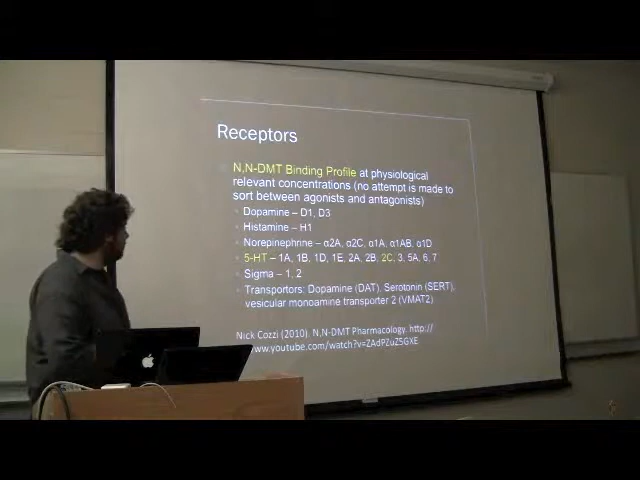 Receptors
N,N-DMT Binding Profile at physiological
relevant concentrations (no attempt is made to
sort between agonists and antagonists)
Dopamine – D1, D3
Histamine – H1
Norepinephrine – α2A, α2C, α1A, α1AB, α1D
5-HT – 1A, 1B, 1D, 1E, 2A, 2B, 2C, 3, 5A, 6, 7
Sigma – 1, 2
Transportors: Dopamine (DAT), Serotonin (SERT),
vesicular monoamine transporter 2 (VMAT2)
Nick Cozzi (2010). N,N-DMT Pharmacology. http://
www.youtube.com/watch?v=ZAdPZuZ5GXE